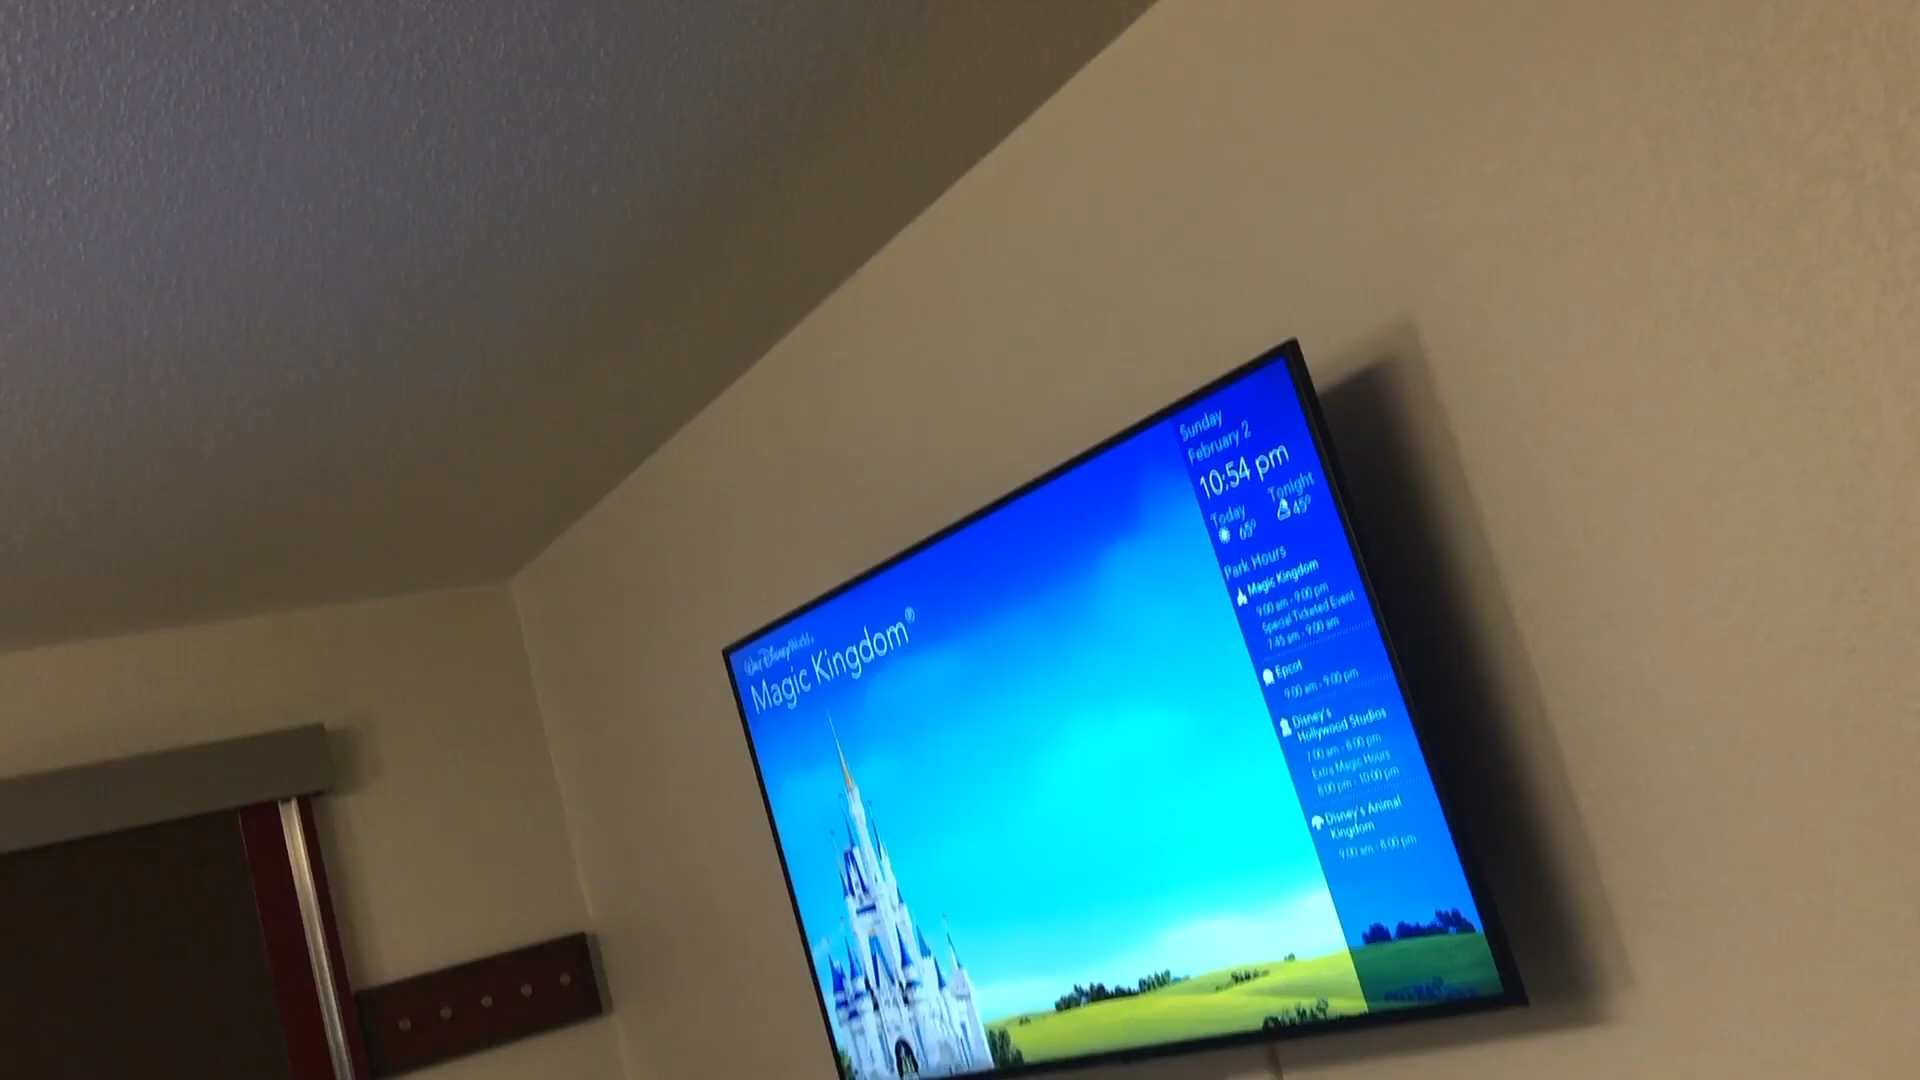 Walt Disney World®
Magic Kingdom®
Sunday
February 2
10:54 pm
Today
65°
Tonight
45°
Park Hours
Magic Kingdom
9:00 am - 9:00 pm
Special Ticketed Event
7:45 am - 9:00 am
Epcot
9:00 am - 9:00 pm
Disney's
Hollywood Studios
7:00 am - 8:00 pm
Extra Magic Hours
8:00 pm - 10:00 pm
Disney's Animal
Kingdom
9:00 am - 8:00 pm